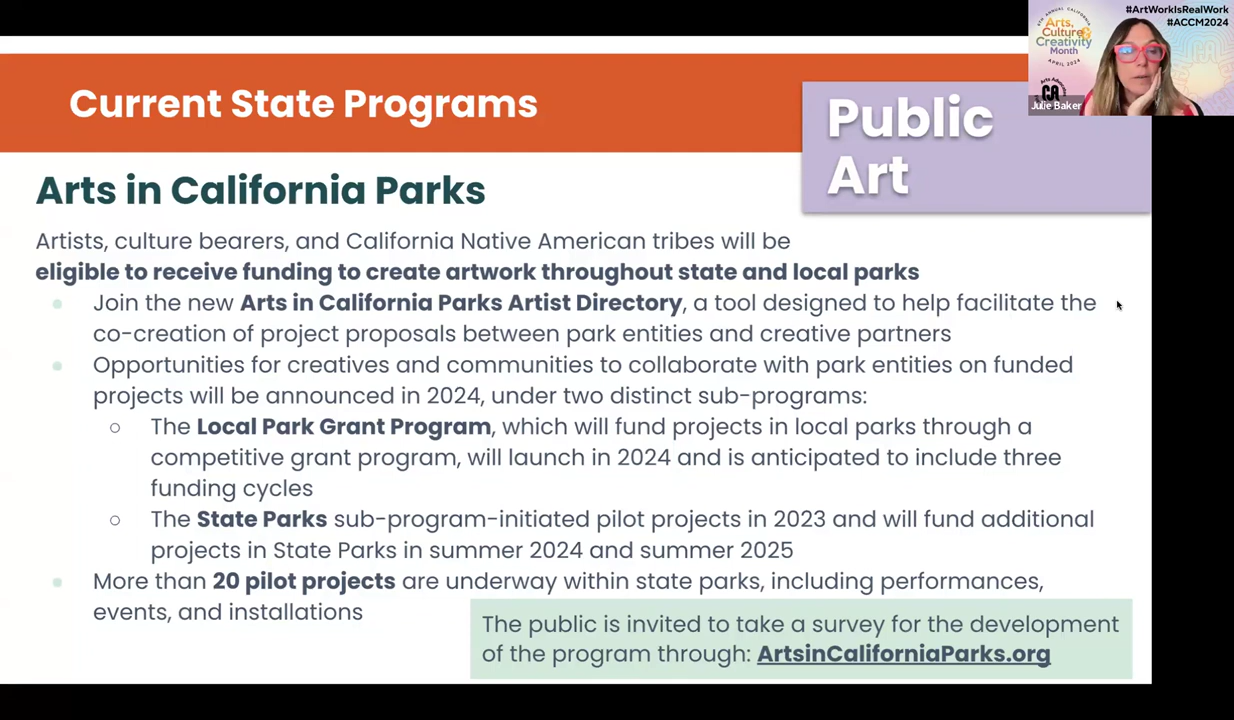 #ArtWorkIsRealWork
#ACCM2024
Arts,
Culture &
Creativity
Month
APRIL 2024
CA
Julie Baker
Current State Programs
Public
Art
Arts in California Parks
Artists, culture bearers, and California Native American tribes will be
eligible to receive funding to create artwork throughout state and local parks
Join the new Arts in California Parks Artist Directory, a tool designed to help facilitate the
co-creation of project proposals between park entities and creative partners
Opportunities for creatives and communities to collaborate with park entities on funded
projects will be announced in 2024, under two distinct sub-programs:
The Local Park Grant Program, which will fund projects in local parks through a
competitive grant program, will launch in 2024 and is anticipated to include three
funding cycles
The State Parks sub-program-initiated pilot projects in 2023 and will fund additional
projects in State Parks in summer 2024 and summer 2025
More than 20 pilot projects are underway within state parks, including performances,
events, and installations
The public is invited to take a survey for the development
of the program through: ArtsinCaliforniaParks.org